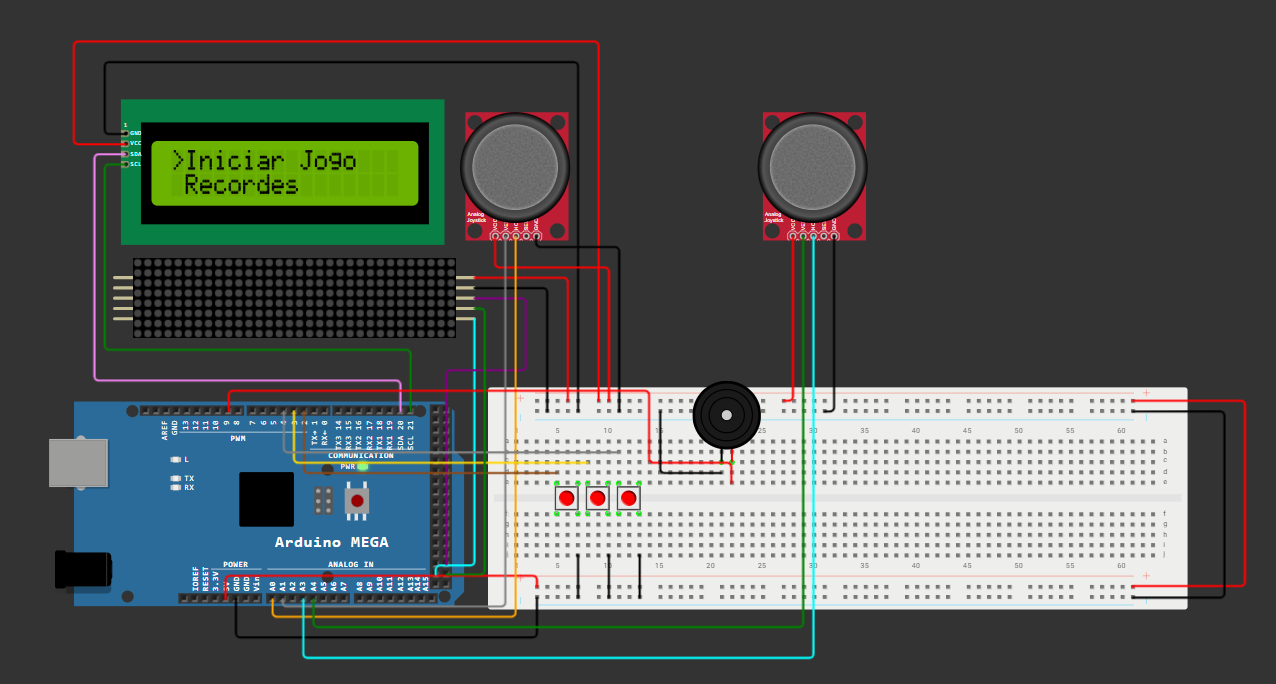 1
GND
VCC
SDA
SCL
>Iniciar Jogo
Recordes
Analog
Joystick
VCC
VERT
HORZ
SEL
GND
Analog
Joystick
VCC
VERT
HORZ
SEL
GND
AREF
GND
13
12
11
10
9
8
7
6
5
4
3
2
TX→ 1
RX← 0
TX3 14
RX3 15
TX2 16
RX2 17
TX1 18
RX1 19
SDA 20
SCL 21
PWM
COMMUNICATION
PWR
L
TX
RX
Arduino MEGA
POWER
ANALOG IN
IOREF
RESET
3.3V
5V
GND
GND
Vin
A0
A1
A2
A3
A4
A5
A6
A7
A8
A9
A10
A11
A12
A13
A14
A15
1 5 10 15 20 25 30 35 40 45 50 55 60
a a
b b
c c
d d
e e
f f
g g
h h
i i
j j
1 5 10 15 20 25 30 35 40 45 50 55 60